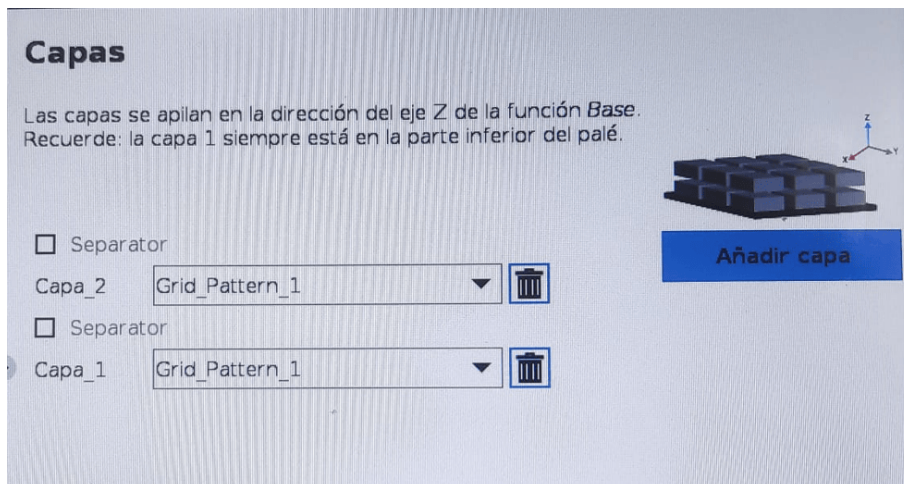 Capas
Las capas se apilan en la dirección del eje Z de la función Base.
Recuerde: la capa 1 siempre está en la parte inferior del palé.
Z
X
Y
Añadir capa
Separator
Capa_2 Grid_Pattern_1
Separator
Capa_1 Grid_Pattern_1